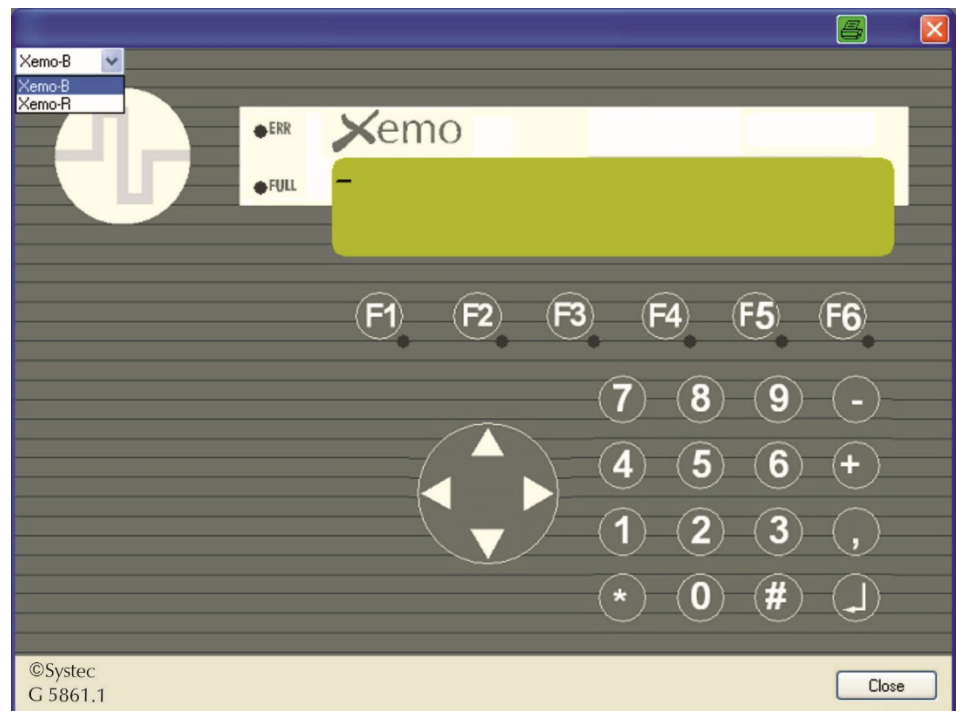 Xemo-B
Xemo-B
Xemo-R
ERR
Xemo
FULL
F1 F2 F3 F4 F5 F6
7 8 9 -
4 5 6 +
1 2 3 ,
* 0 #
©Systec
G 5861.1
Close